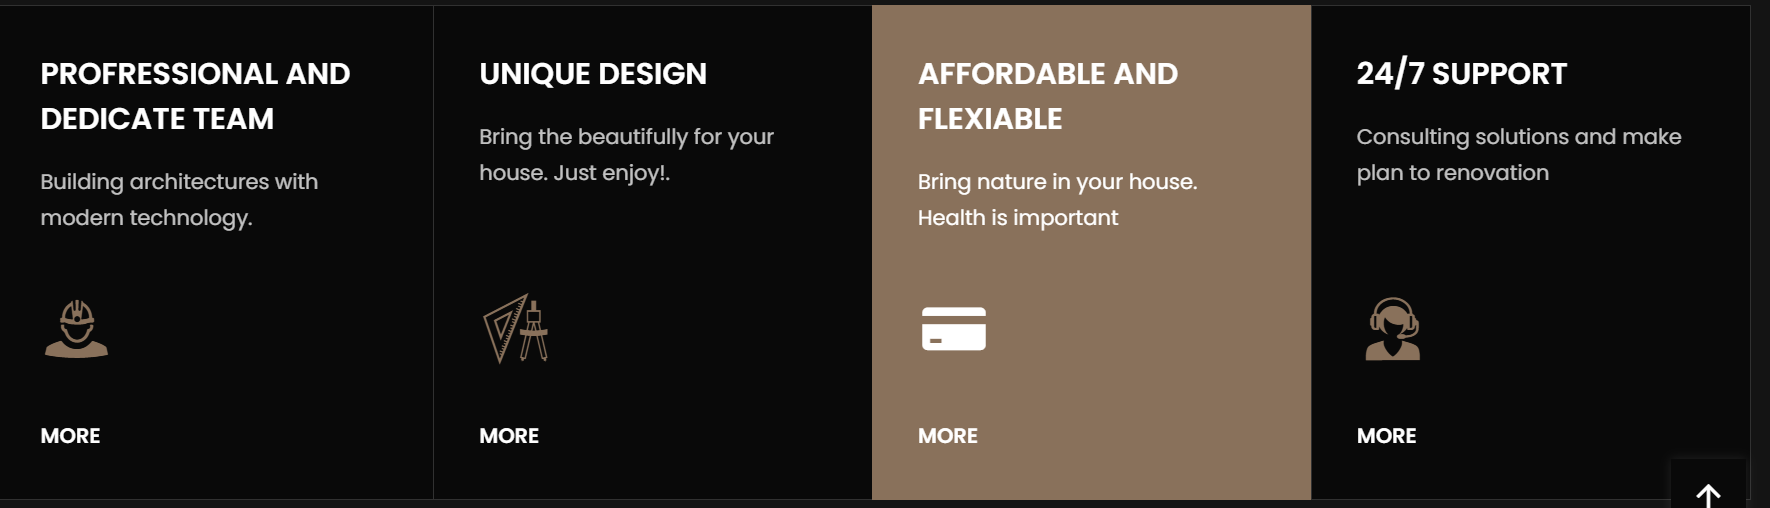 PROFRESSIONAL AND
DEDICATE TEAM
Building architectures with
modern technology.
MORE
UNIQUE DESIGN
Bring the beautifully for your
house. Just enjoy!.
MORE
AFFORDABLE AND
FLEXIABLE
Bring nature in your house.
Health is important
MORE
24/7 SUPPORT
Consulting solutions and make
plan to renovation
MORE